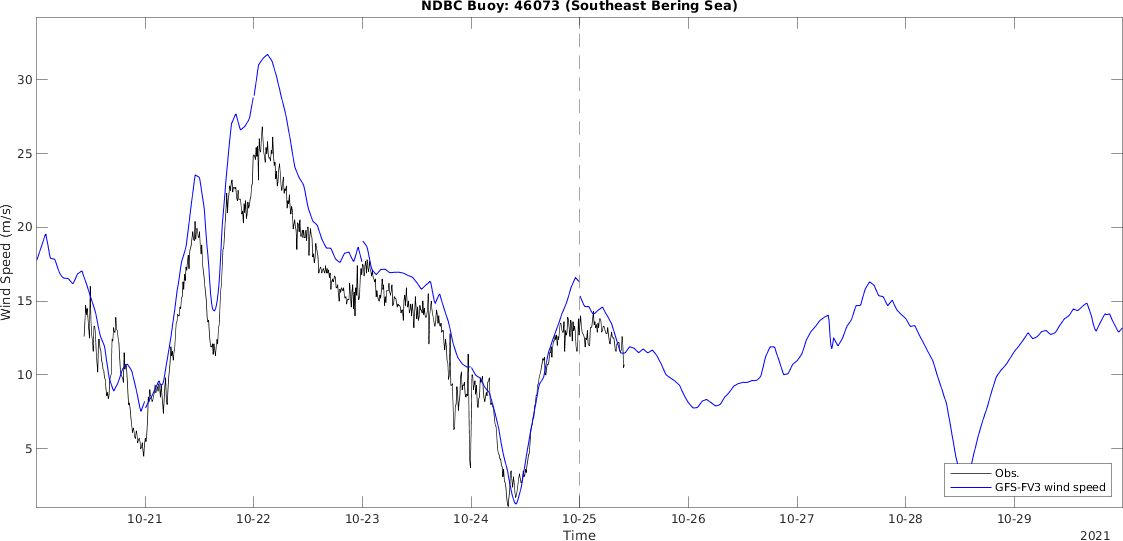 NDBC Buoy: 46073 (Southeast Bering Sea)
30
25
20
15
10
5
Wind Speed (m/s)
10-21 10-22 10-23 10-24 10-25 10-26 10-27 10-28 10-29
Time
2021
Obs.
GFS-FV3 wind speed